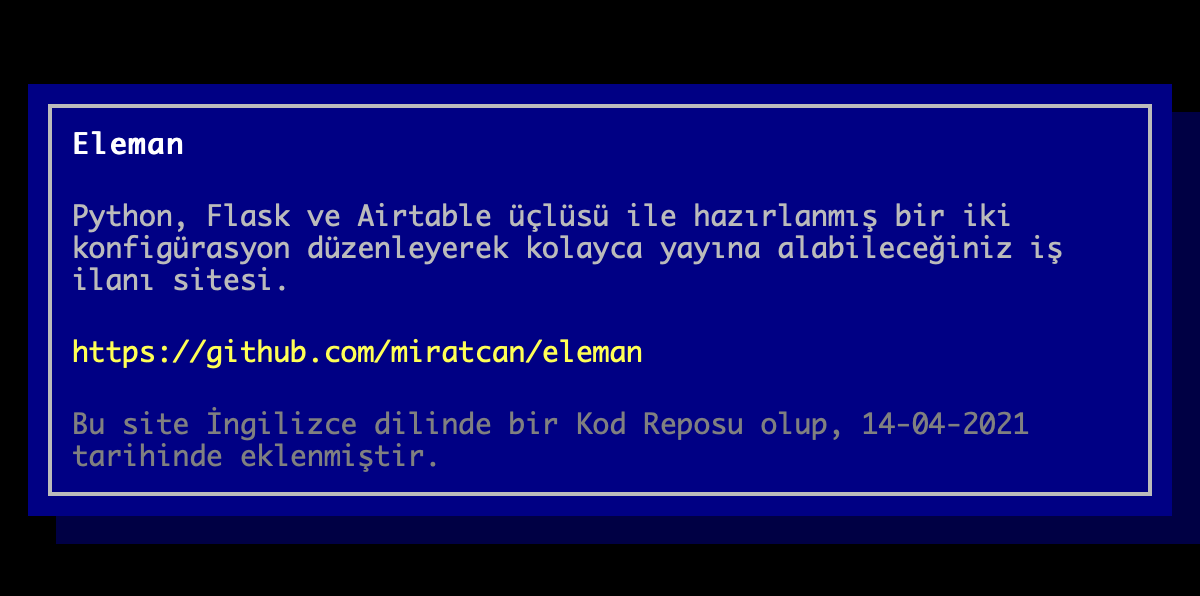 Eleman
Python, Flask ve Airtable üçlüsü ile hazırlanmış bir iki
konfigürasyon düzenleyerek kolayca yayına alabileceğiniz iş
ilanı sitesi.
https://github.com/miratcan/eleman
Bu site İngilizce dilinde bir Kod Reposu olup, 14-04-2021
tarihinde eklenmiştir.